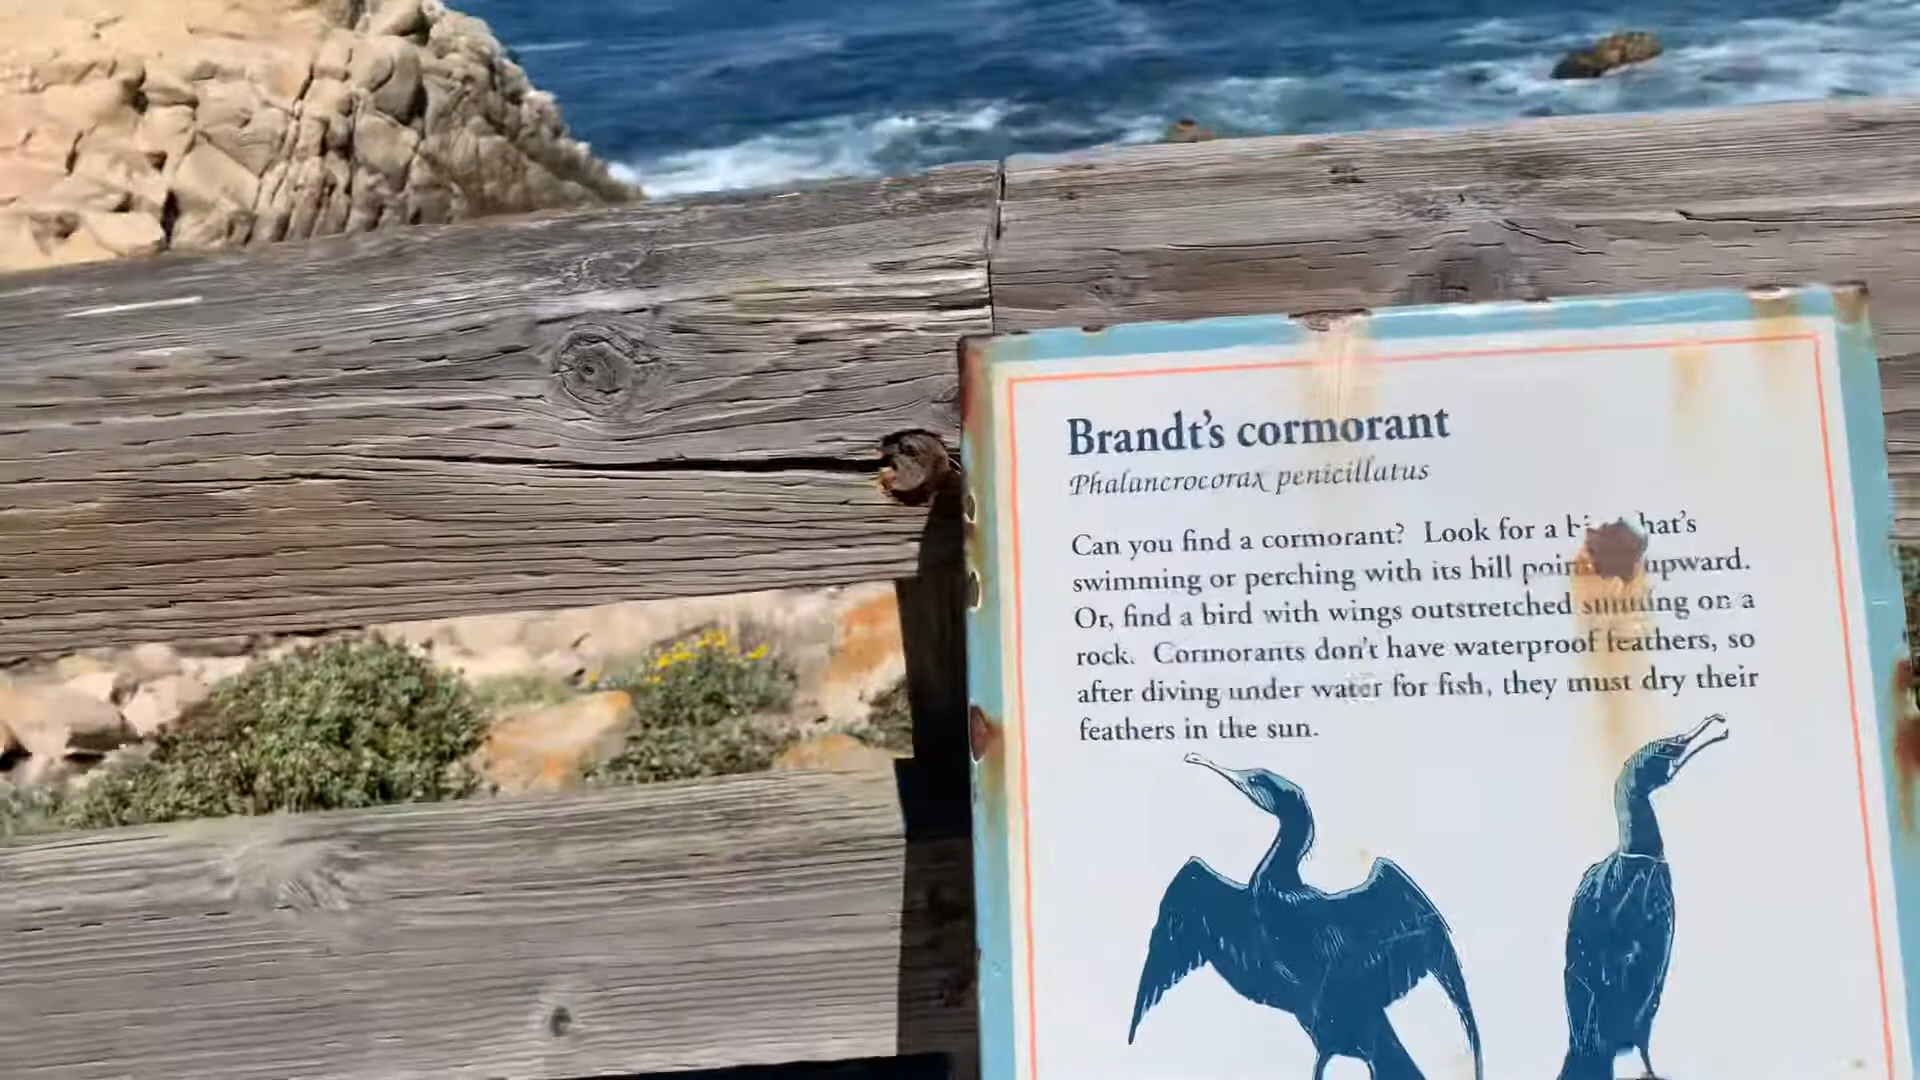 Brandt's cormorant
Phalancrocorax penicillatus
Can you find a cormorant? Look for a
swimming or perching with its bill upward.
Or, find a bird with wings outstretched on a
rock. Cormorants don't have waterproof feathers, so
after diving under water for fish, they must dry their
feathers in the sun.